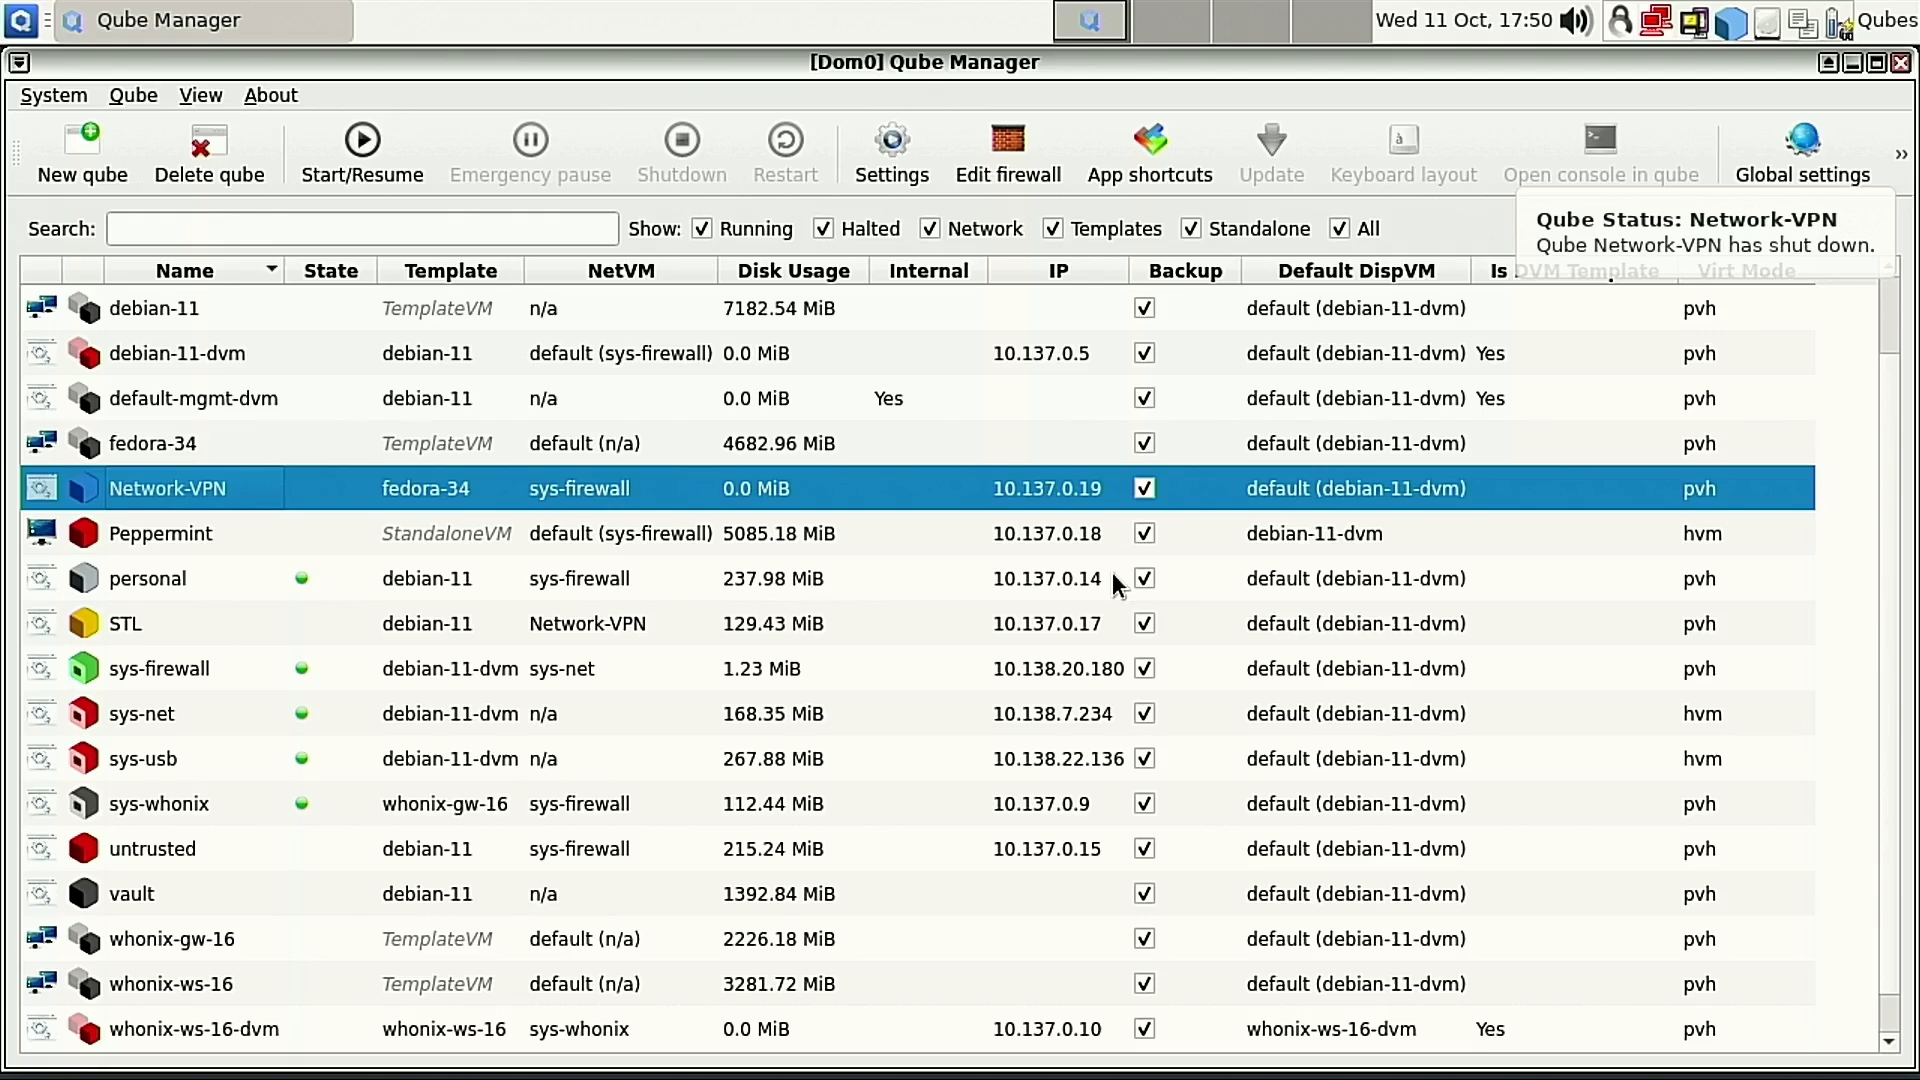 Qube Manager
Wed 11 Oct, 17:50
Qubes
[Dom0] Qube Manager
System Qube View About
New qube Delete qube Start/Resume Emergency pause Shutdown Restart Settings Edit firewall App shortcuts Update Keyboard layout Open console in qube Global settings »
Search: Show: Running Halted Network Templates Standalone All
Qube Status: Network-VPN
Qube Network-VPN has shut down.
Name State Template NetVM Disk Usage Internal IP Backup Default DispVM Is DVM Template Virt Mode
debian-11 TemplateVM n/a 7182.54 MiB default (debian-11-dvm) pvh
debian-11-dvm debian-11 default (sys-firewall) 0.0 MiB 10.137.0.5 default (debian-11-dvm) Yes pvh
default-mgmt-dvm debian-11 n/a 0.0 MiB Yes default (debian-11-dvm) Yes pvh
fedora-34 TemplateVM default (n/a) 4682.96 MiB default (debian-11-dvm) pvh
Network-VPN fedora-34 sys-firewall 0.0 MiB 10.137.0.19 default (debian-11-dvm) pvh
Peppermint StandaloneVM default (sys-firewall) 5085.18 MiB 10.137.0.18 debian-11-dvm hvm
personal debian-11 sys-firewall 237.98 MiB 10.137.0.14 default (debian-11-dvm) pvh
STL debian-11 Network-VPN 129.43 MiB 10.137.0.17 default (debian-11-dvm) pvh
sys-firewall debian-11-dvm sys-net 1.23 MiB 10.138.20.180 default (debian-11-dvm) pvh
sys-net debian-11-dvm n/a 168.35 MiB 10.138.7.234 default (debian-11-dvm) hvm
sys-usb debian-11-dvm n/a 267.88 MiB 10.138.22.136 default (debian-11-dvm) hvm
sys-whonix whonix-gw-16 sys-firewall 112.44 MiB 10.137.0.9 default (debian-11-dvm) pvh
untrusted debian-11 sys-firewall 215.24 MiB 10.137.0.15 default (debian-11-dvm) pvh
vault debian-11 n/a 1392.84 MiB default (debian-11-dvm) pvh
whonix-gw-16 TemplateVM default (n/a) 2226.18 MiB default (debian-11-dvm) pvh
whonix-ws-16 TemplateVM default (n/a) 3281.72 MiB default (debian-11-dvm) pvh
whonix-ws-16-dvm whonix-ws-16 sys-whonix 0.0 MiB 10.137.0.10 whonix-ws-16-dvm Yes pvh